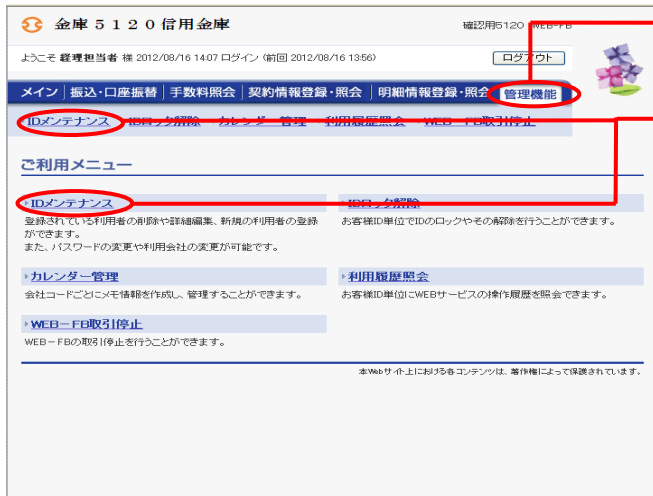 金庫5120信用金庫
確認用5120 WEB-FB
ようこそ 経理担当者 様 2012/08/16 14:07 ログイン (前回 2012/08/16 13:56)
ログアウト
メイン 振込・口座振替 手数料照会 契約情報登録・照会 明細情報登録・照会 管理機能
IDメンテナンス IDロック解除 カレンダー管理 利用履歴照会 WEB-FB取引停止
ご利用メニュー
IDメンテナンス
登録されている利用者の削除や詳細編集、新規の利用者の登録
ができます。
また、パスワードの変更や利用会社の変更が可能です。
IDロック解除
お客様ID単位でIDのロックやその解除を行うことができます。
カレンダー管理
会社コードごとにメモ情報を作成し、管理することができます。
利用履歴照会
お客様ID単位にWEBサービスの操作履歴を照会できます。
WEB-FB取引停止
WEB-FBの取引停止を行うことができます。
本Webサイト上における各コンテンツは、著作権によって保護されています。